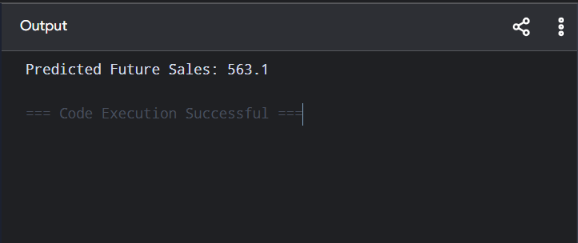 Output
Predicted Future Sales: 563.1
=== Code Execution Successful ===